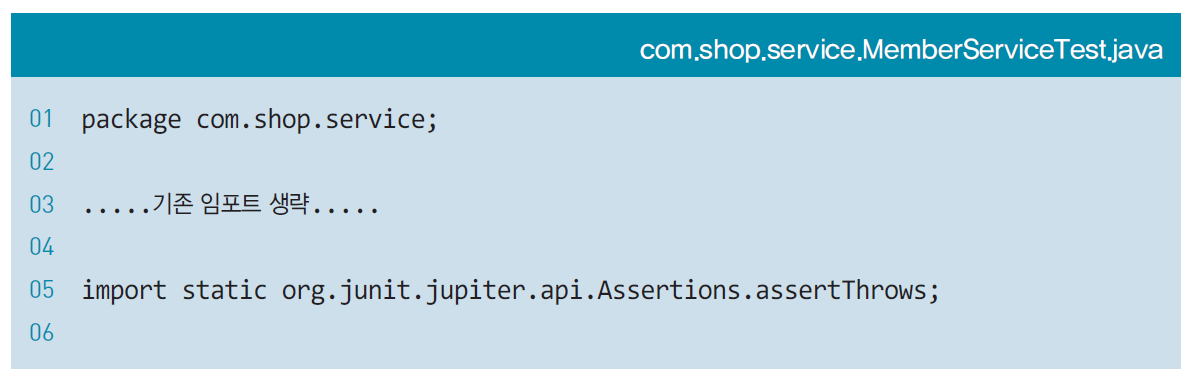 com.shop.service.MemberServiceTest.java
01 package com.shop.service;
02
03 .....기존 임포트 생략.....
04
05 import static org.junit.jupiter.api.Assertions.assertThrows;
06